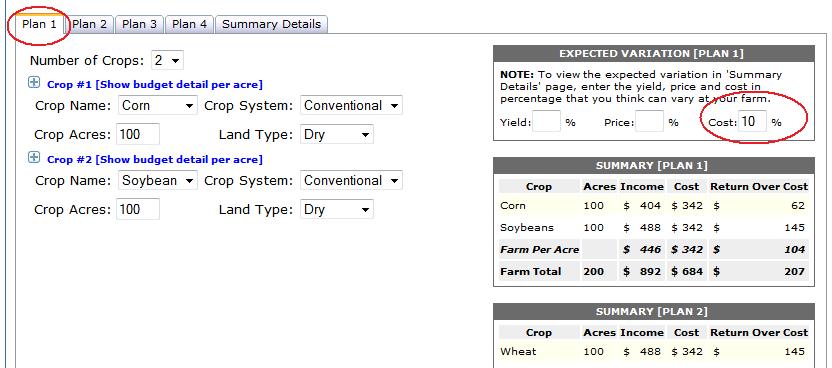 Plan 1 Plan 2 Plan 3 Plan 4 Summary Details
Number of Crops: 2
Crop #1 [Show budget detail per acre]
Crop Name: Corn Crop System: Conventional
Crop Acres: 100 Land Type: Dry
Crop #2 [Show budget detail per acre]
Crop Name: Soybean Crop System: Conventional
Crop Acres: 100 Land Type: Dry
EXPECTED VARIATION [PLAN 1]
NOTE: To view the expected variation in 'Summary
Details' page, enter the yield, price and cost in
percentage that you think can vary at your farm.
Yield: % Price: % Cost: 10 %
SUMMARY [PLAN 1]
Crop Acres Income Cost Return Over Cost
Corn 100 $ 404 $ 342 $ 62
Soybeans 100 $ 488 $ 342 $ 145
Farm Per Acre $ 446 $ 342 $ 104
Farm Total 200 $ 892 $ 684 $ 207
SUMMARY [PLAN 2]
Crop Acres Income Cost Return Over Cost
Wheat 100 $ 488 $ 342 $ 145